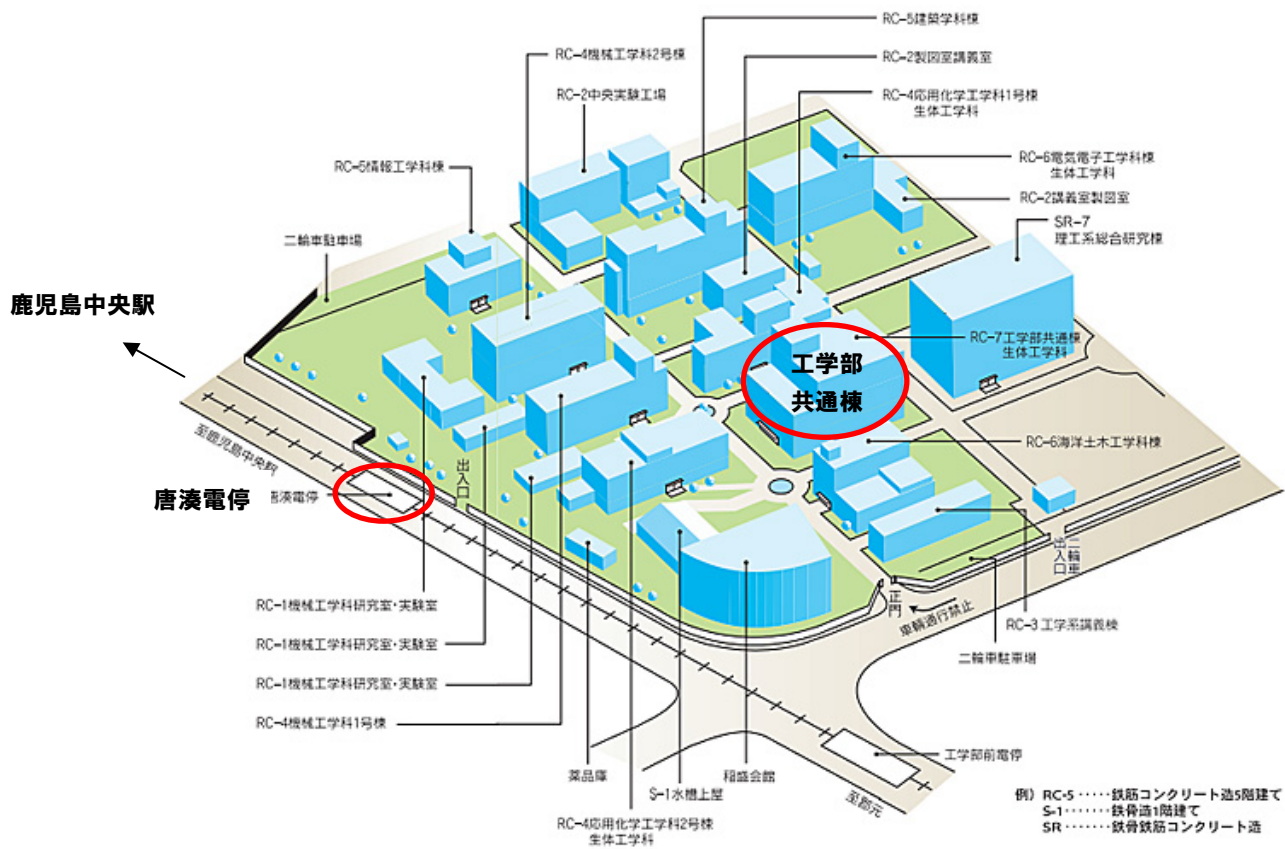 RC-5建築学科棟
RC-4機械工学科2号棟
RC-2製図室講義室
RC-2中央実験工場
RC-4応用化学工学科1号棟
生体工学科
RC-5情報工学科棟
RC-6電気電子工学科棟
生体工学科
RC-2講義室製図室
SR-7
理工系総合研究棟
二輪車駐車場
鹿児島中央駅
RC-7工学部共通棟
生体工学科
工学部
共通棟
RC-6海洋土木工学科棟
至鹿児島中央駅
出入口
唐湊電停
唐湊電停
二輪車
出入口
正門
車輌通行禁止
RC-3工学系講義棟
二輪車駐車場
RC-1機械工学科研究室・実験室
RC-1機械工学科研究室・実験室
RC-1機械工学科研究室・実験室
RC-4機械工学科1号棟
薬品庫
S-1水槽上屋
稲盛会館
RC-4応用化学工学科2号棟
生体工学科
工学部前電停
至郡元
例）RC-5・・・・・鉄筋コンクリート造5階建て
S-1・・・・・・・鉄骨造1階建て
SR・・・・・・・鉄骨鉄筋コンクリート造